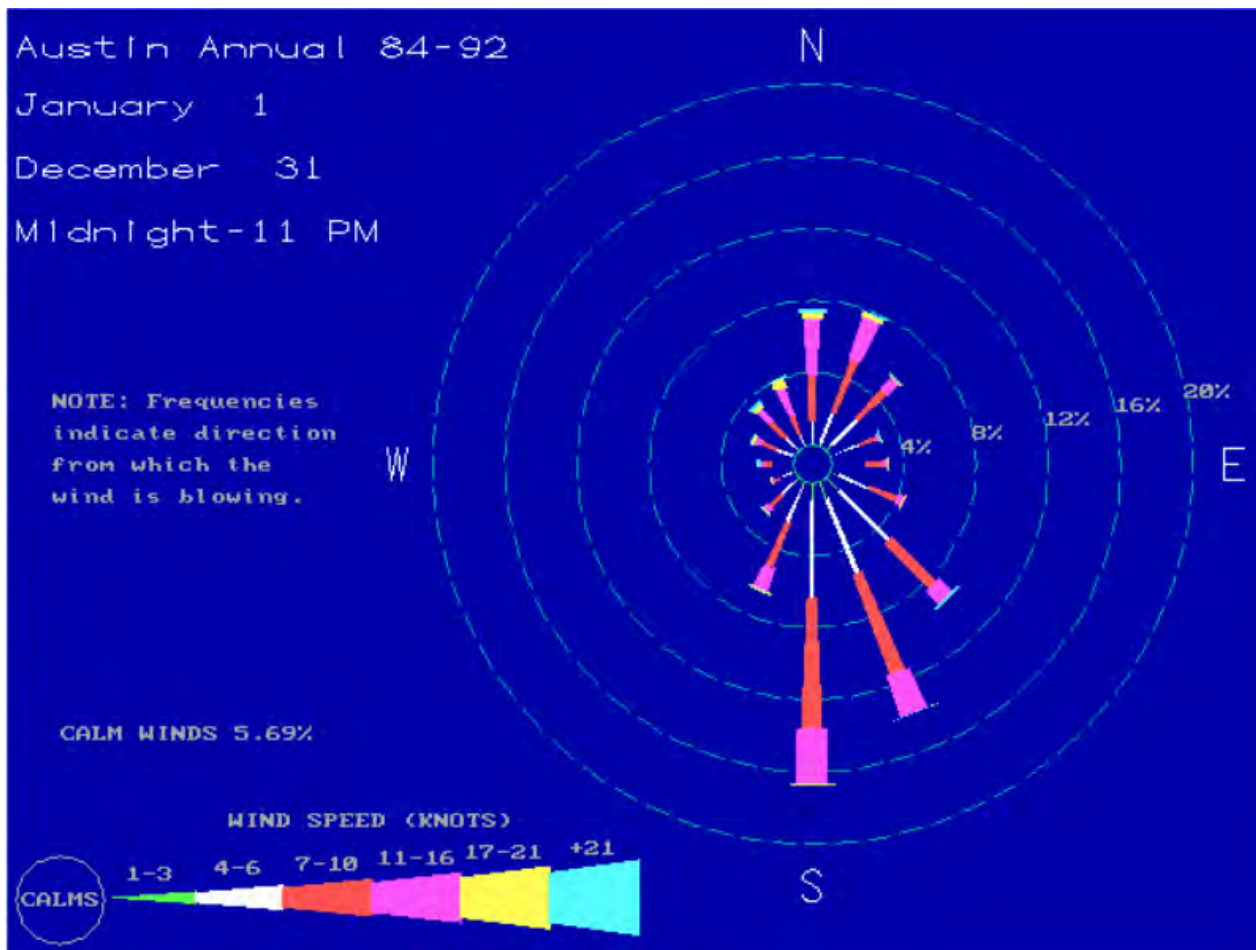 Austin Annual 84-92
January 1
December 31
Midnight-11 PM
N
20%
16%
12%
8%
4%
NOTE: Frequencies
indicate direction
from which the
wind is blowing.
W
E
CALM WINDS 5.69%
WIND SPEED (KNOTS)
1-3 4-6 7-10 11-16 17-21 +21
CALMS
S